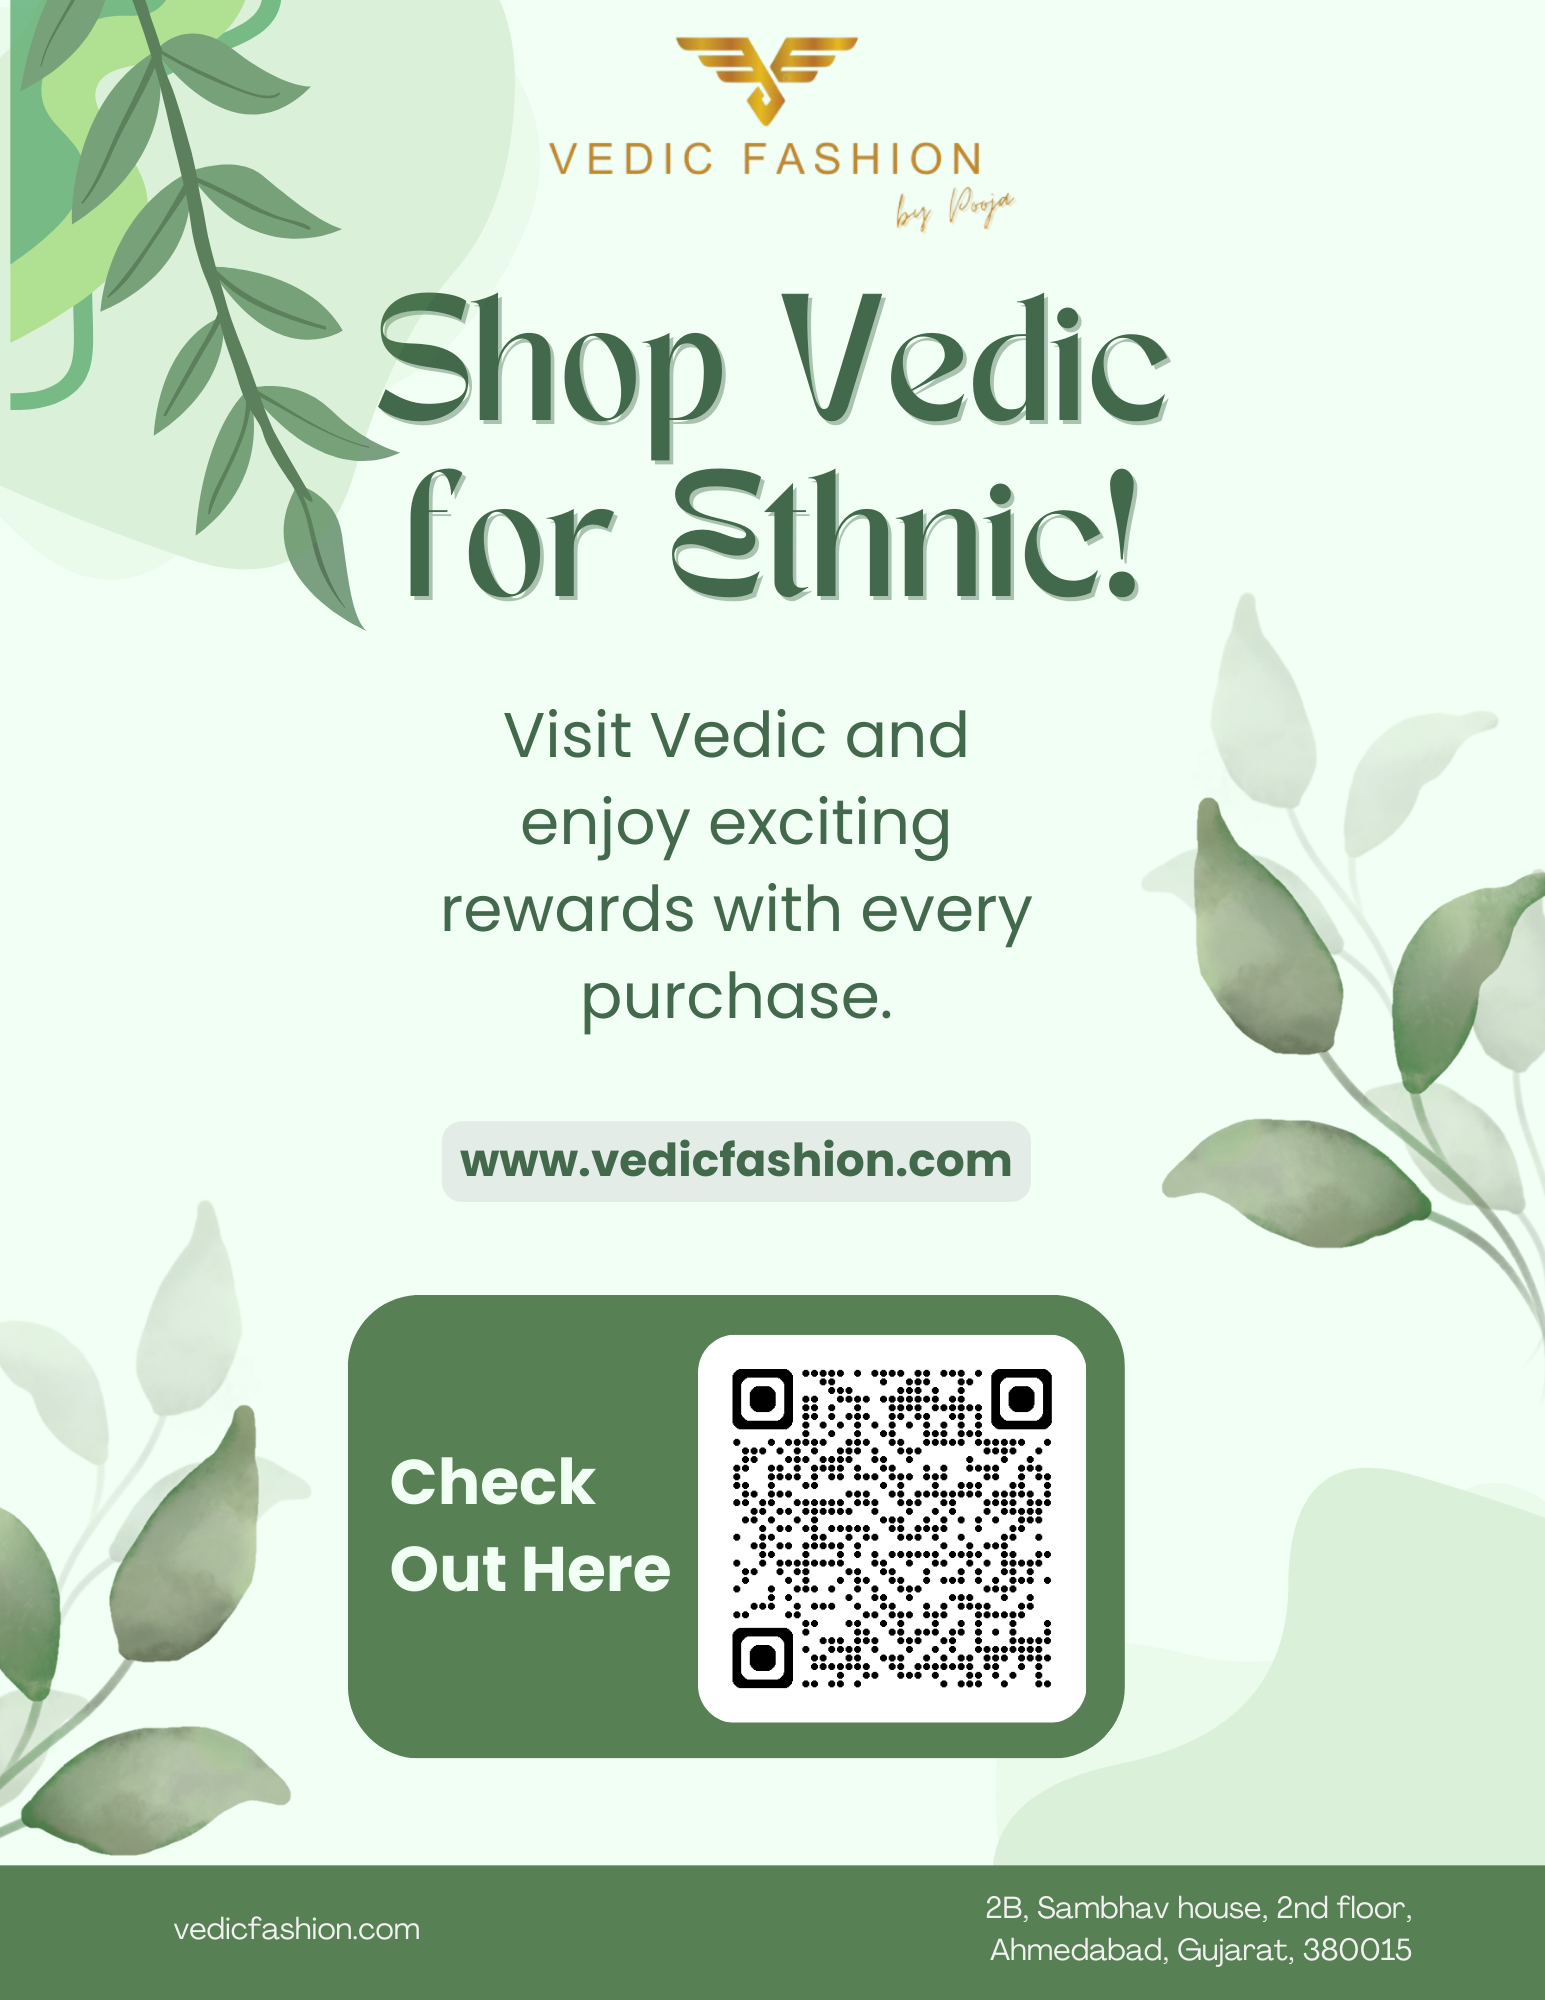 VEDIC FASHION
by Pooja
Shop Vedic
for Ethnic!
Visit Vedic and
enjoy exciting
rewards with every
purchase.
www.vedicfashion.com
Check
Out Here
vedicfashion.com
2B, Sambhav house, 2nd floor,
Ahmedabad, Gujarat, 380015